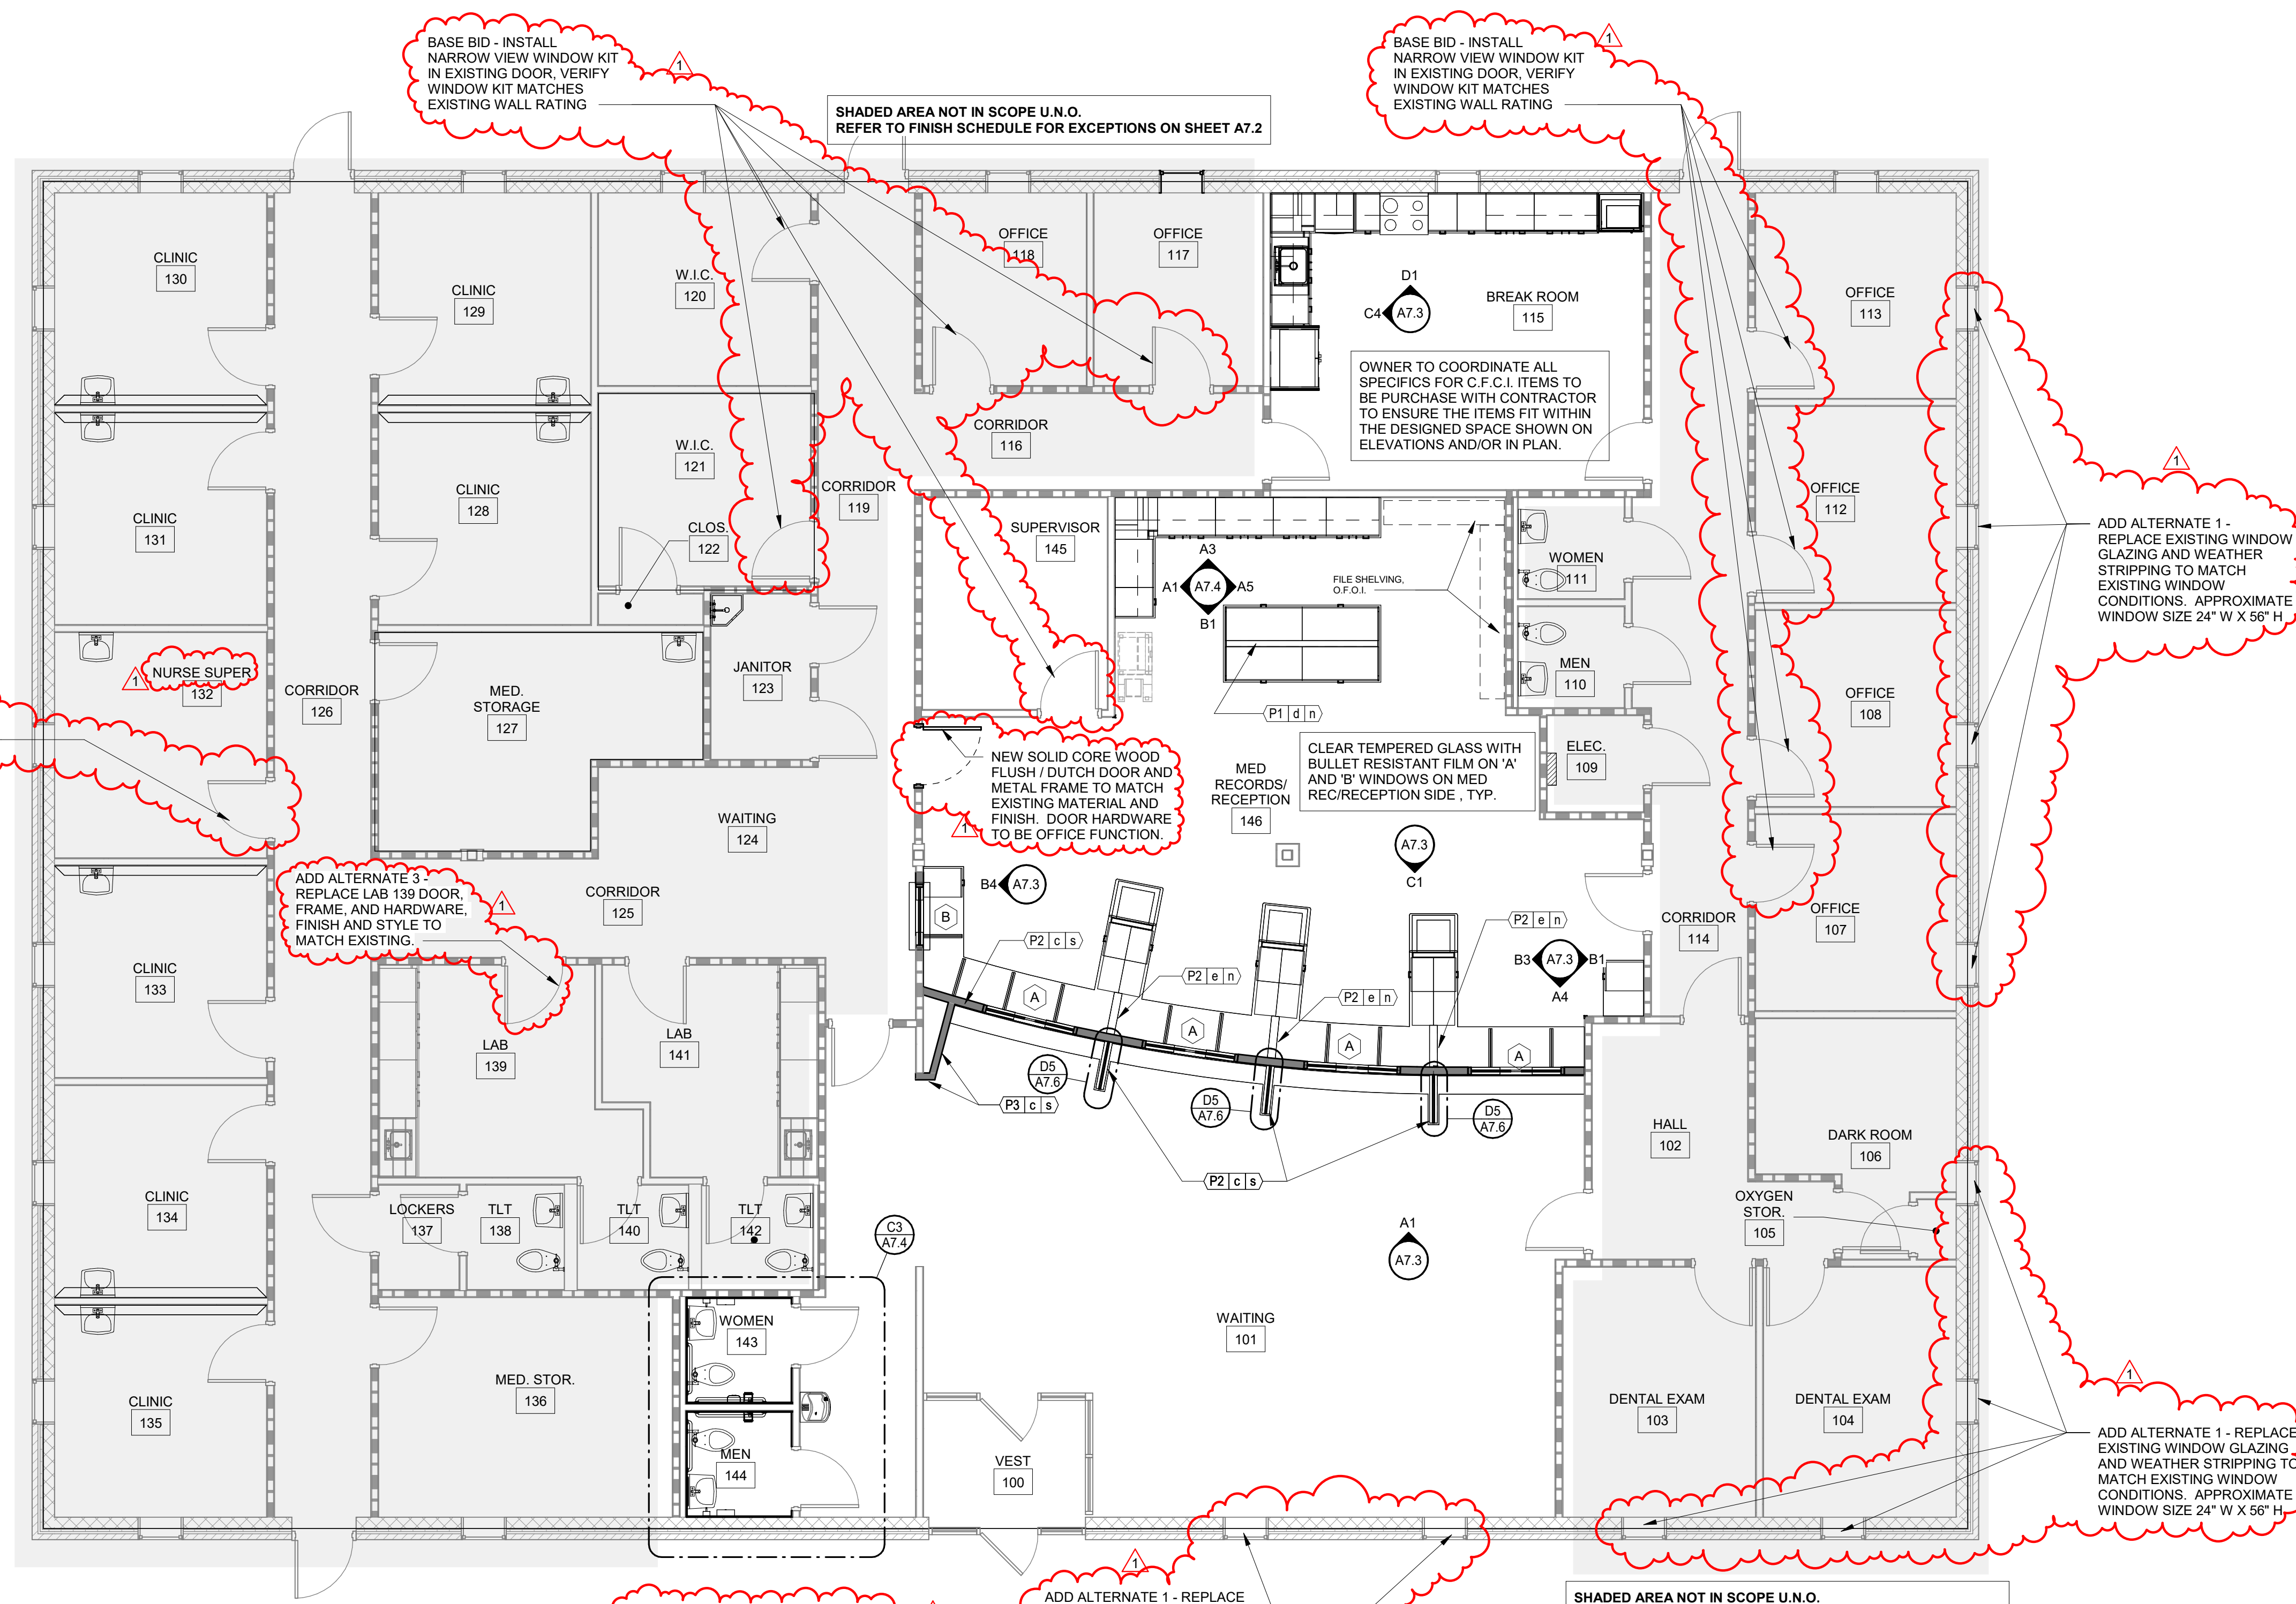 BASE BID - INSTALL
NARROW VIEW WINDOW KIT
IN EXISTING DOOR, VERIFY
WINDOW KIT MATCHES
EXISTING WALL RATING
1
SHADED AREA NOT IN SCOPE U.N.O.
REFER TO FINISH SCHEDULE FOR EXCEPTIONS ON SHEET A7.2
BASE BID - INSTALL
NARROW VIEW WINDOW KIT
IN EXISTING DOOR, VERIFY
WINDOW KIT MATCHES
EXISTING WALL RATING
1
CLINIC
130
CLINIC
129
W.I.C.
120
OFFICE
118
OFFICE
117
D1
C4
A7.3
BREAK ROOM
115
OFFICE
113
OWNER TO COORDINATE ALL
SPECIFICS FOR C.F.C.I. ITEMS TO
BE PURCHASE WITH CONTRACTOR
TO ENSURE THE ITEMS FIT WITHIN
THE DESIGNED SPACE SHOWN ON
ELEVATIONS AND/OR IN PLAN.
CORRIDOR
116
W.I.C.
121
CLINIC
128
CLINIC
131
CORRIDOR
119
CLOS.
122
SUPERVISOR
145
A3
A1
A7.4
A5
B1
FILE SHELVING,
O.F.O.I.
WOMEN
111
OFFICE
112
1
ADD ALTERNATE 1 -
REPLACE EXISTING WINDOW
GLAZING AND WEATHER
STRIPPING TO MATCH
EXISTING WINDOW
CONDITIONS. APPROXIMATE
WINDOW SIZE 24" W X 56" H
1
NURSE SUPER
132
CORRIDOR
126
MED.
STORAGE
127
JANITOR
123
MEN
110
OFFICE
108
P1 d n
NEW SOLID CORE WOOD
FLUSH / DUTCH DOOR AND
METAL FRAME TO MATCH
EXISTING MATERIAL AND
FINISH. DOOR HARDWARE
TO BE OFFICE FUNCTION.
1
MED
RECORDS/
RECEPTION
146
CLEAR TEMPERED GLASS WITH
BULLET RESISTANT FILM ON 'A'
AND 'B' WINDOWS ON MED
REC/RECEPTION SIDE , TYP.
ELEC.
109
WAITING
124
A7.3
C1
ADD ALTERNATE 3 -
REPLACE LAB 139 DOOR,
FRAME, AND HARDWARE,
FINISH AND STYLE TO
MATCH EXISTING.
1
CORRIDOR
125
B4
A7.3
B
P2 c s
P2 e n
P2 e n
P2 e n
CORRIDOR
114
OFFICE
107
B3
A7.3
B1
A4
CLINIC
133
A
A
A
A
LAB
139
LAB
141
D5
A7.6
D5
A7.6
D5
A7.6
P3 c s
HALL
102
DARK ROOM
106
P2 c s
CLINIC
134
LOCKERS
137
TLT
138
TLT
140
TLT
142
C3
A7.4
A1
A7.3
OXYGEN
STOR.
105
WOMEN
143
WAITING
101
MED. STOR.
136
CLINIC
135
MEN
144
VEST
100
DENTAL EXAM
103
DENTAL EXAM
104
1
ADD ALTERNATE 1 - REPLACE
EXISTING WINDOW GLAZING
AND WEATHER STRIPPING TO
MATCH EXISTING WINDOW
CONDITIONS. APPROXIMATE
WINDOW SIZE 24" W X 56" H
1
ADD ALTERNATE 1 - REPLACE
SHADED AREA NOT IN SCOPE U.N.O.